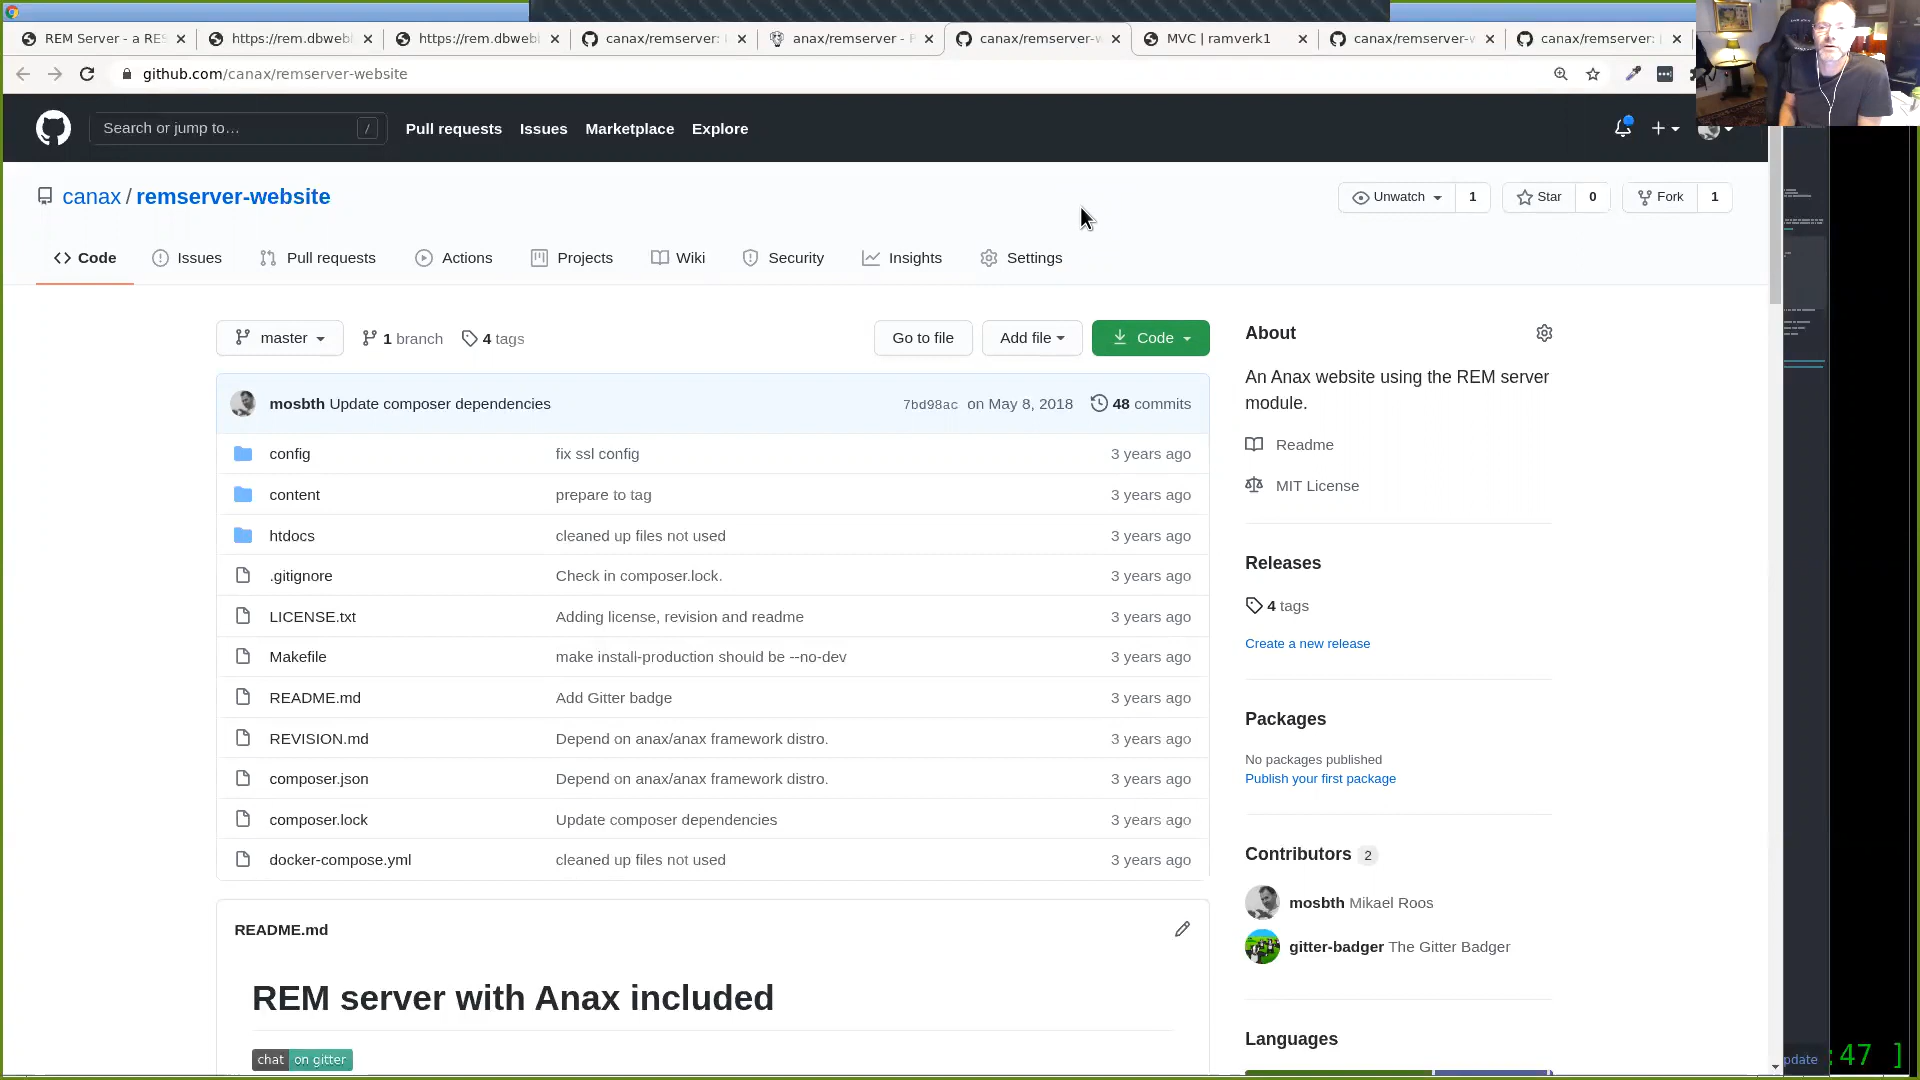 REM Server - a RES
https://rem.dbweb
https://rem.dbweb
canax/remserver:
anax/remserver - P
canax/remserver-w
MVC | ramverk1
canax/remserver-w
canax/remserver:
github.com/canax/remserver-website
Search or jump to…
/
Pull requests
Issues
Marketplace
Explore
canax / remserver-website
Unwatch
1
Star
0
Fork
1
Code
Issues
Pull requests
Actions
Projects
Wiki
Security
Insights
Settings
master
1 branch
4 tags
Go to file
Add file
Code
mosbth Update composer dependencies
7bd98ac on May 8, 2018
48 commits
config fix ssl config 3 years ago
content prepare to tag 3 years ago
htdocs cleaned up files not used 3 years ago
.gitignore Check in composer.lock. 3 years ago
LICENSE.txt Adding license, revision and readme 3 years ago
Makefile make install-production should be --no-dev 3 years ago
README.md Add Gitter badge 3 years ago
REVISION.md Depend on anax/anax framework distro. 3 years ago
composer.json Depend on anax/anax framework distro. 3 years ago
composer.lock Update composer dependencies 3 years ago
docker-compose.yml cleaned up files not used 3 years ago
README.md
REM server with Anax included
chat on gitter
About
An Anax website using the REM server
module.
Readme
MIT License
Releases
4 tags
Create a new release
Packages
No packages published
Publish your first package
Contributors 2
mosbth Mikael Roos
gitter-badger The Gitter Badger
Languages
pdate
:47 ]